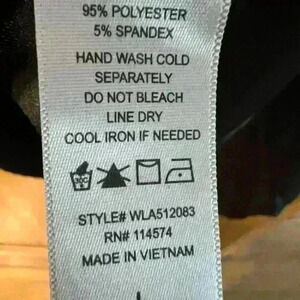 95% POLYESTER
5% SPANDEX
HAND WASH COLD
SEPARATELY
DO NOT BLEACH
LINE DRY
COOL IRON IF NEEDED
STYLE# WLA512083
RN# 114574
MADE IN VIETNAM